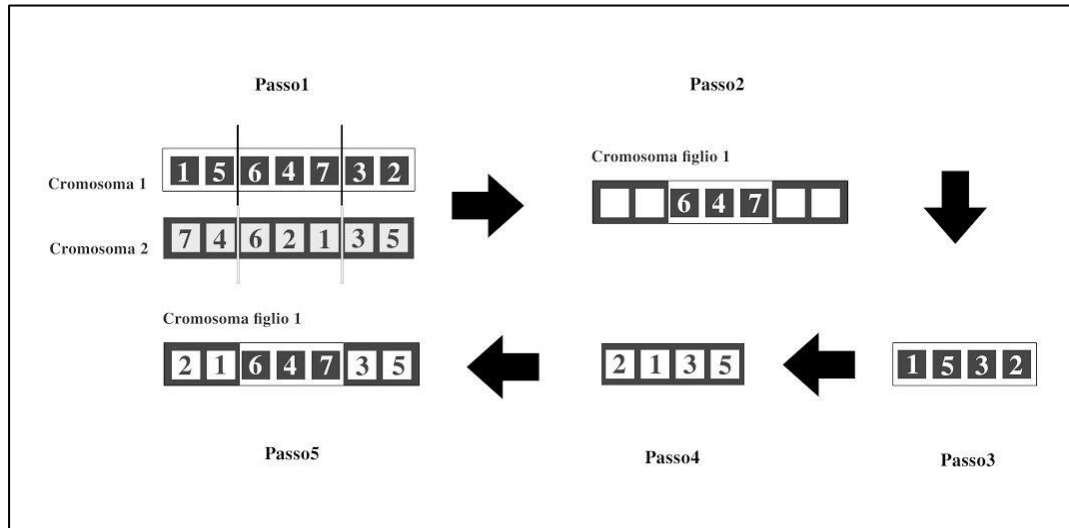 Passo1
Cromosoma 1
1 5 6 4 7 3 2
Cromosoma 2
7 4 6 2 1 3 5
Passo2
Cromosoma figlio 1
6 4 7
1 5 3 2
Passo3
2 1 3 5
Passo4
Cromosoma figlio 1
2 1 6 4 7 3 5
Passo5